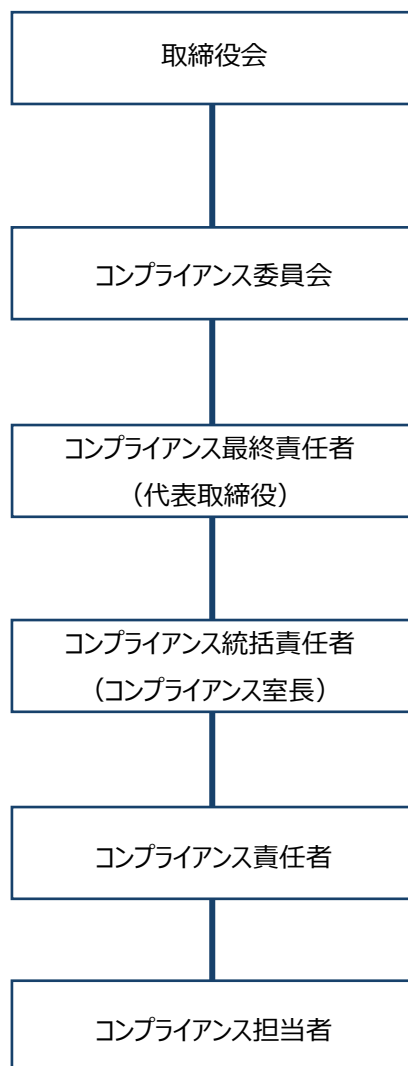 取締役会
コンプライアンス委員会
コンプライアンス最終責任者
（代表取締役）
コンプライアンス統括責任者
（コンプライアンス室長）
コンプライアンス責任者
コンプライアンス担当者